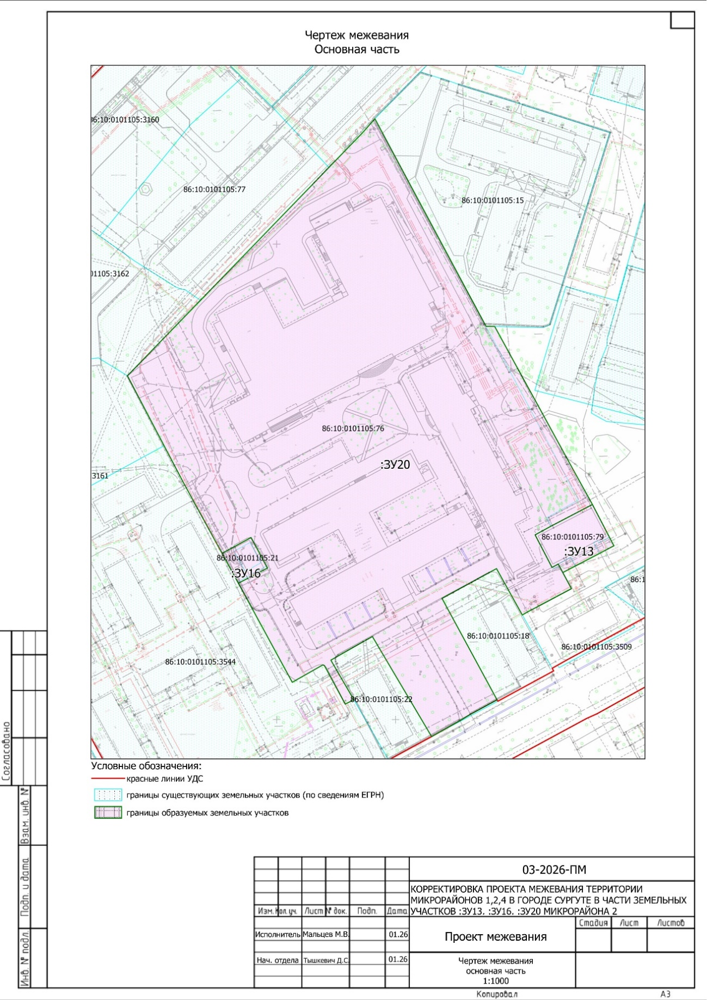 Чертеж межевания
Основная часть
86:10:0101105:3160
86:10:0101105:77
86:10:0101105:15
01105:3162
86:10:0101105:76
:ЗУ20
3161
86:10:0101105:79
:ЗУ13
86:10:0101105:21
:ЗУ16
86:1
86:10:0101105:18
86:10:0101105:3509
86:10:0101105:3544
86:10:0101105:22
Условные обозначения:
красные линии УДС
границы существующих земельных участков (по сведениям ЕГРН)
границы образуемых земельных участков
Согласовано
Взам. инв. №
Подп. и дата
Инв. № подл.
03-2026-ПМ
КОРРЕКТИРОВКА ПРОЕКТА МЕЖЕВАНИЯ ТЕРРИТОРИИ
МИКРОРАЙОНОВ 1,2,4 В ГОРОДЕ СУРГУТЕ В ЧАСТИ ЗЕМЕЛЬНЫХ
УЧАСТКОВ :ЗУ13. :ЗУ16. :ЗУ20 МИКРОРАЙОНА 2
Изм. Кол. уч. Лист № док. Подп. Дата
Стадия Лист Листов
Исполнитель Мальцев М.В. 01.26
Проект межевания
Нач. отдела Тышкевич Д.С. 01.26
Чертеж межевания
основная часть
1:1000
Копировал А3